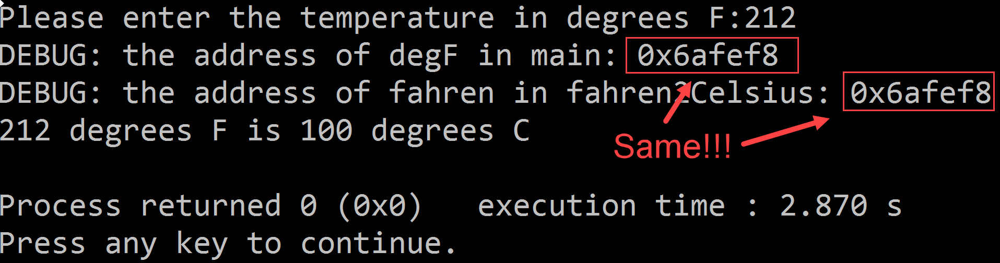 Please enter the temperature in degrees F:212
DEBUG: the address of degF in main: 0x6afef8
DEBUG: the address of fahren in fahren2Celsius: 0x6afef8
212 degrees F is 100 degrees C
Same!!!
Process returned 0 (0x0)   execution time : 2.870 s
Press any key to continue.